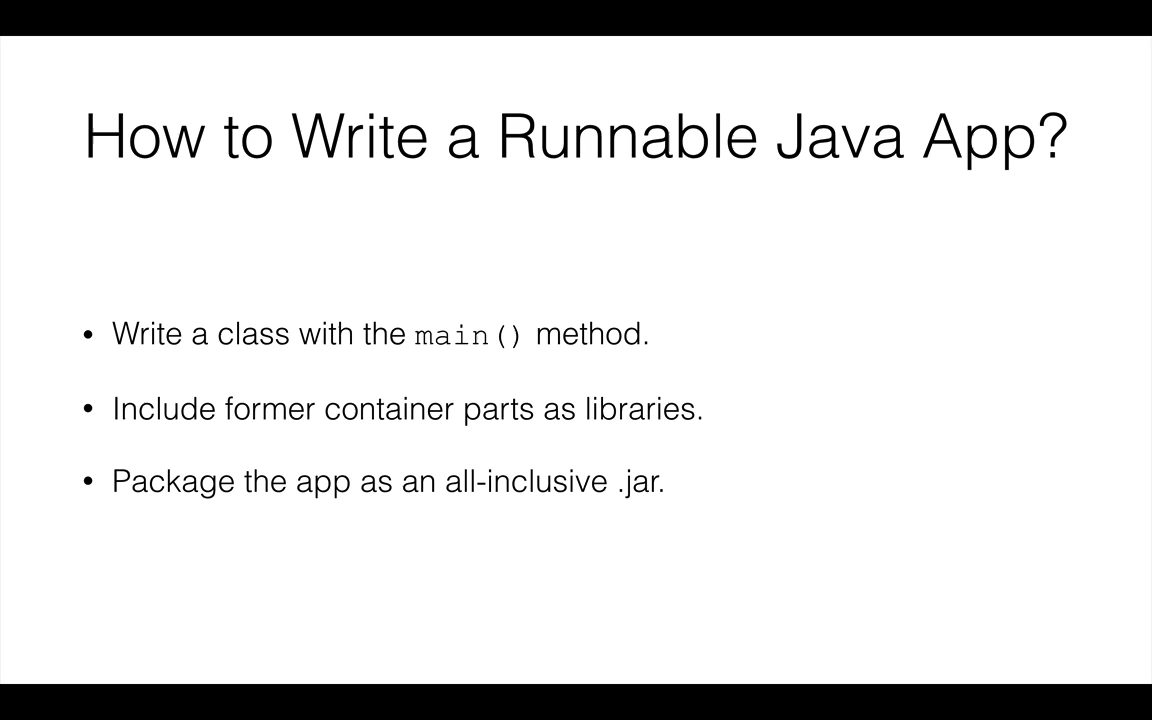 How to Write a Runnable Java App?
• Write a class with the main() method.
• Include former container parts as libraries.
• Package the app as an all-inclusive .jar.